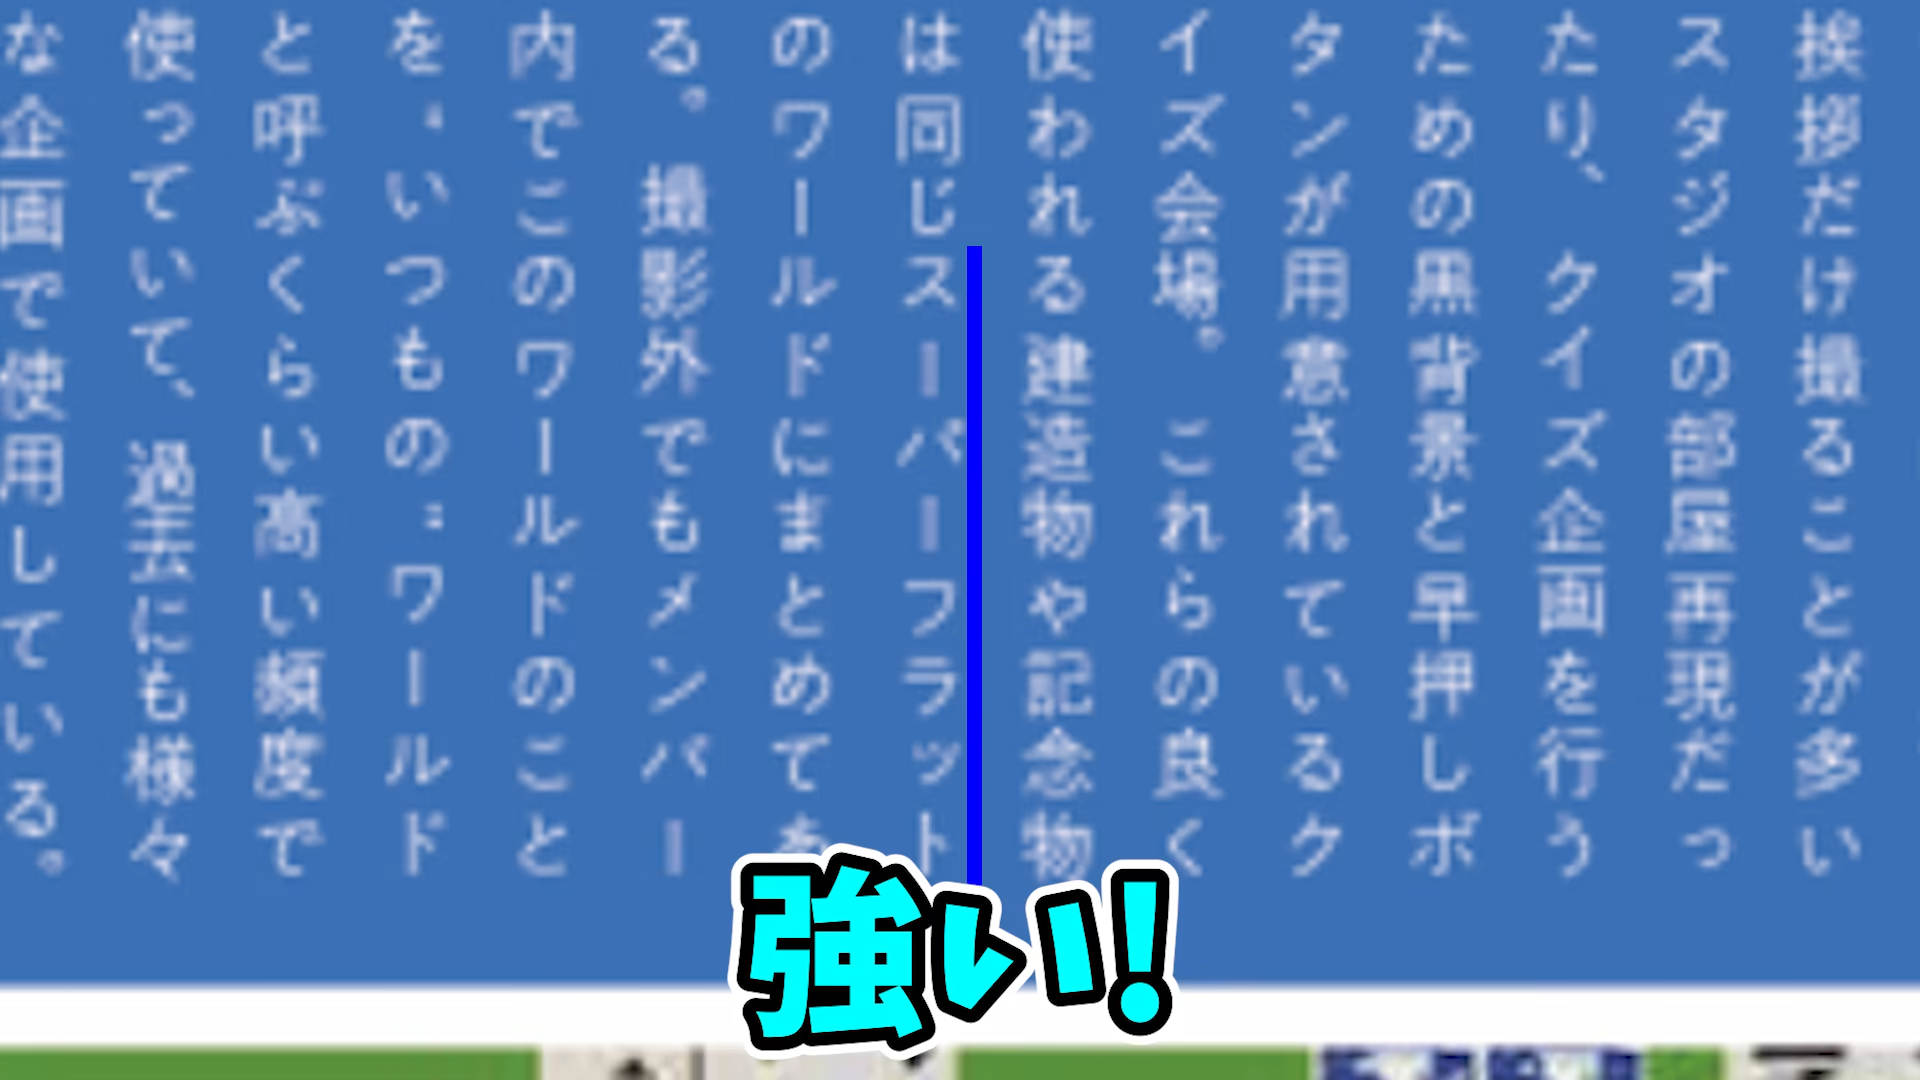 挨拶だけ撮ることが多い
スタジオの部屋再現だっ
たり、クイズ企画を行う
ための黒背景と早押しボ
タンが用意されているク
イズ会場。これらの良く
使われる建造物や記念物
は同じスーパーフラット
のワールドにまとめてあ
る。撮影外でもメンバー
内でこのワールドのこと
を“いつもの”ワールド
と呼ぶくらい高い頻度で
使っていて、過去にも様々
な企画で使用している。
強い!